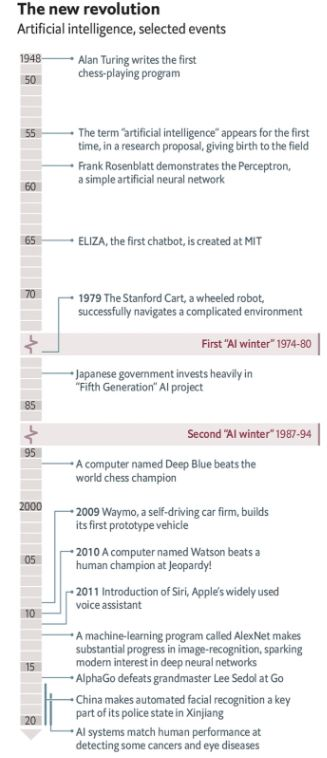 The new revolution
Artificial intelligence, selected events
1948
Alan Turing writes the first
chess-playing program
50
55
The term "artificial intelligence" appears for the first
time, in a research proposal, giving birth to the field
Frank Rosenblatt demonstrates the Perceptron,
a simple artificial neural network
60
65
ELIZA, the first chatbot, is created at MIT
70
1979 The Stanford Cart, a wheeled robot,
successfully navigates a complicated environment
First "AI winter" 1974-80
Japanese government invests heavily in
"Fifth Generation" AI project
85
Second "AI winter" 1987-94
95
A computer named Deep Blue beats the
world chess champion
2000
2009 Waymo, a self-driving car firm, builds
its first prototype vehicle
05
2010 A computer named Watson beats a
human champion at Jeopardy!
2011 Introduction of Siri, Apple's widely used
voice assistant
10
A machine-learning program called AlexNet makes
substantial progress in image-recognition, sparking
modern interest in deep neural networks
15
AlphaGo defeats grandmaster Lee Sedol at Go
China makes automated facial recognition a key
part of its police state in Xinjiang
20
AI systems match human performance at
detecting some cancers and eye diseases